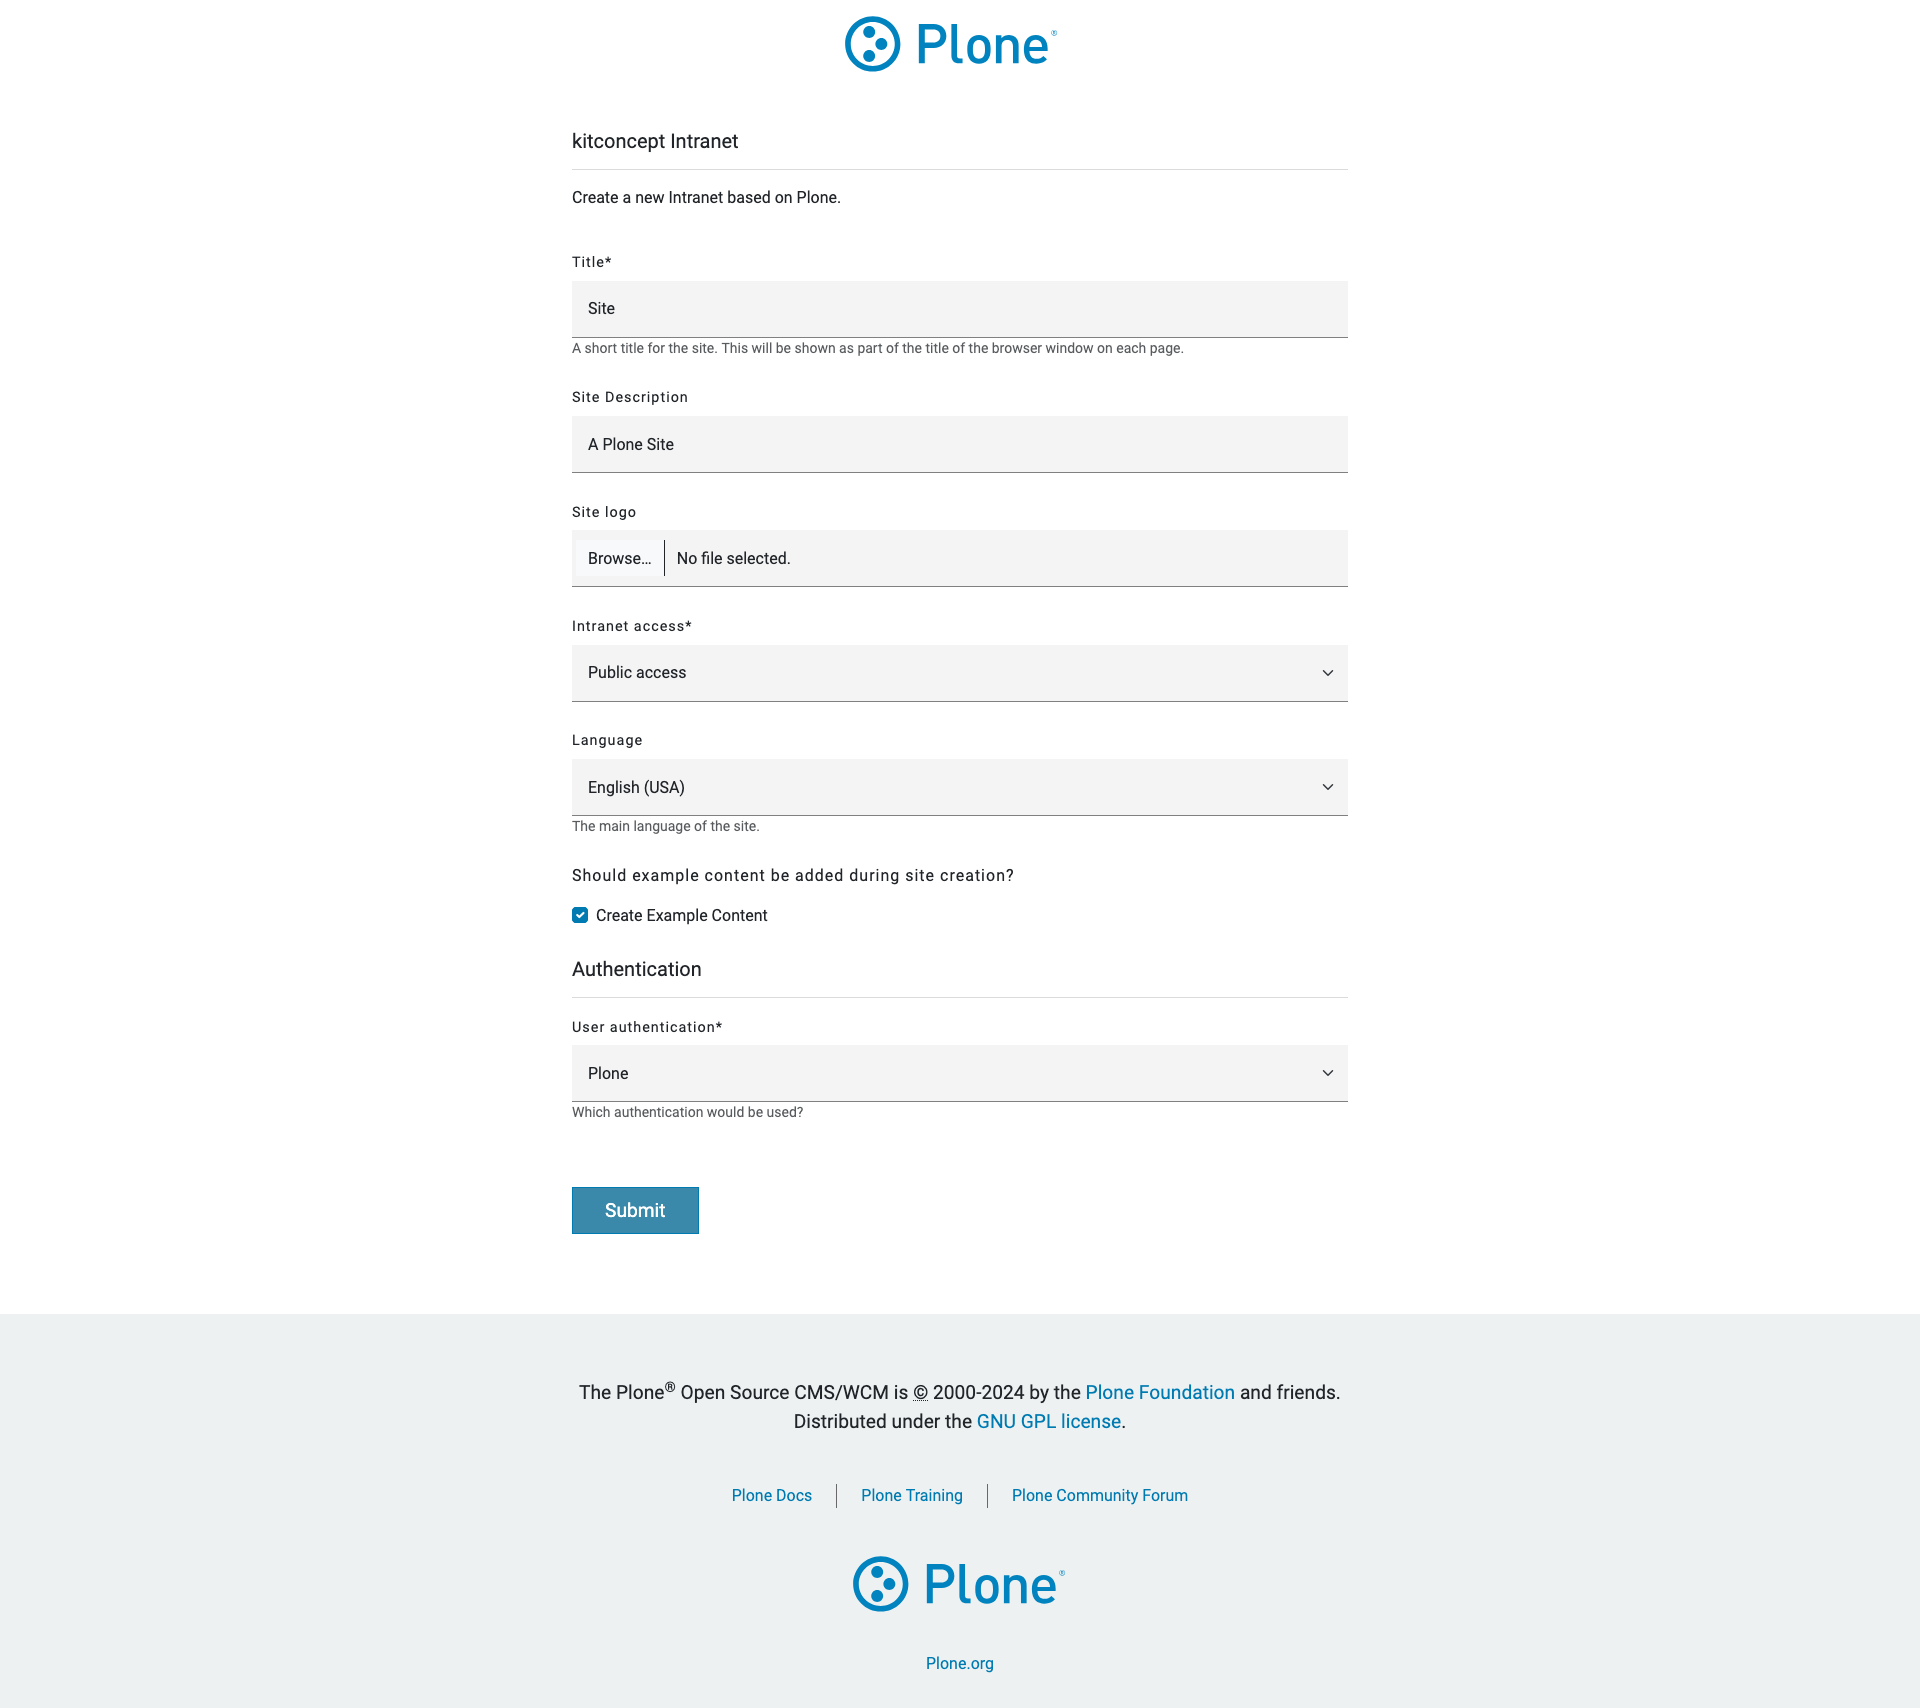 Plone®
kitconcept Intranet
Create a new Intranet based on Plone.
Title*
Site
A short title for the site. This will be shown as part of the title of the browser window on each page.
Site Description
A Plone Site
Site logo
Browse... No file selected.
Intranet access*
Public access
Language
English (USA)
The main language of the site.
Should example content be added during site creation?
Create Example Content
Authentication
User authentication*
Plone
Which authentication would be used?
Submit
The Plone® Open Source CMS/WCM is © 2000-2024 by the Plone Foundation and friends.
Distributed under the GNU GPL license.
Plone Docs Plone Training Plone Community Forum
Plone®
Plone.org